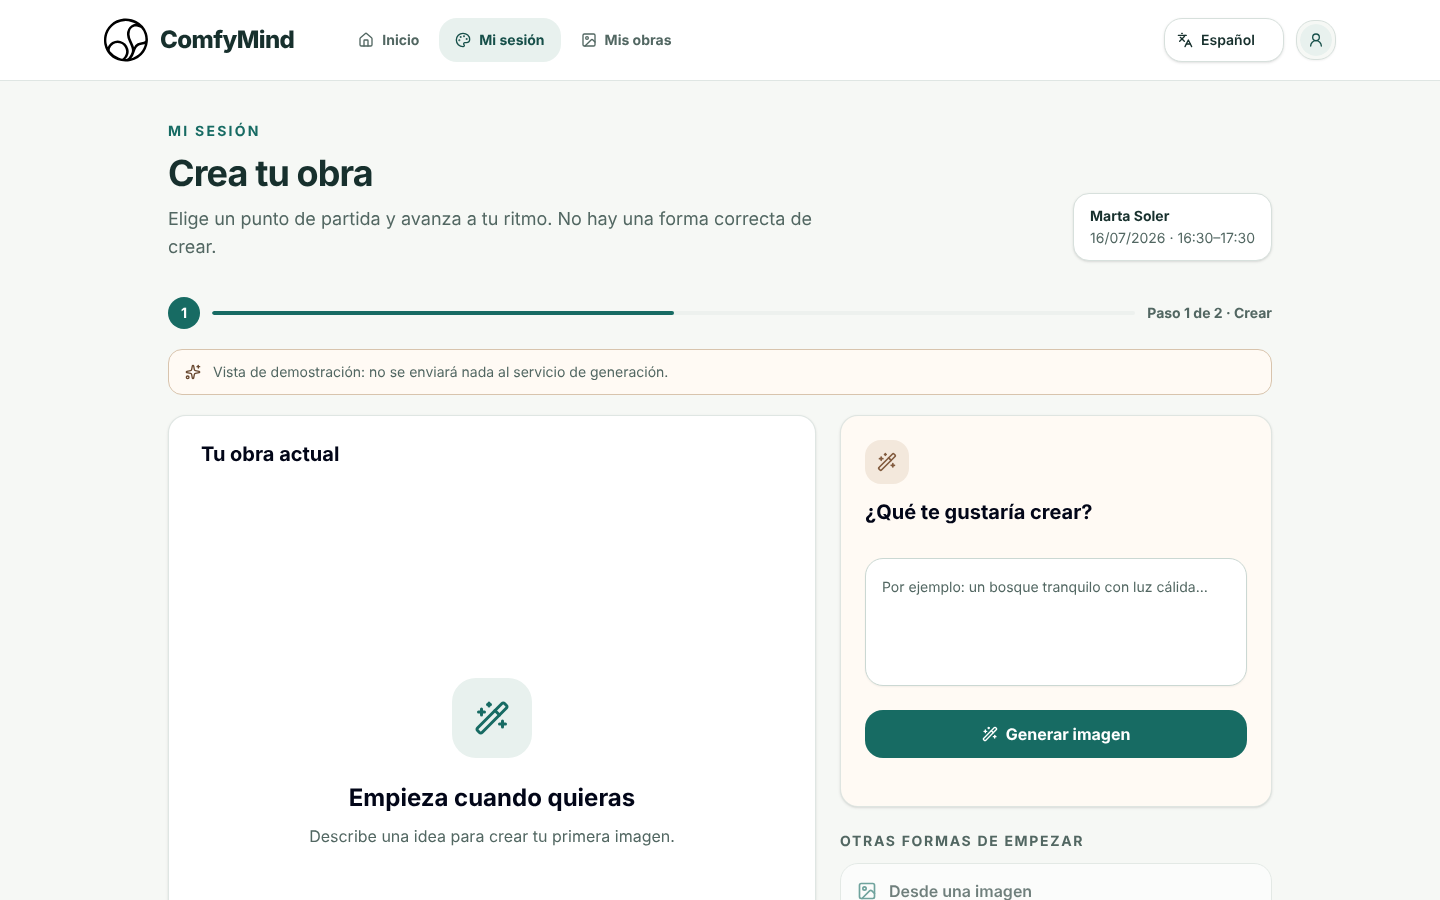 ComfyMind
Inicio
Mi sesión
Mis obras
Español
MI SESIÓN
Crea tu obra
Elige un punto de partida y avanza a tu ritmo. No hay una forma correcta de
crear.
Marta Soler
16/07/2026 · 16:30–17:30
1
Paso 1 de 2 · Crear
Vista de demostración: no se enviará nada al servicio de generación.
Tu obra actual
Empieza cuando quieras
Describe una idea para crear tu primera imagen.
¿Qué te gustaría crear?
Por ejemplo: un bosque tranquilo con luz cálida...
Generar imagen
OTRAS FORMAS DE EMPEZAR
Desde una imagen